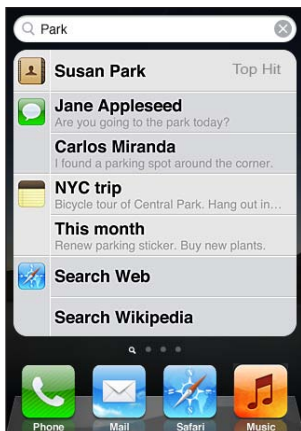 Park
Susan Park Top Hit
Jane Appleseed
Are you going to the park today?
Carlos Miranda
I found a parking spot around the corner.
NYC trip
Bicycle tour of Central Park. Hang out in...
This month
Renew parking sticker. Buy new plants.
Search Web
Search Wikipedia
Phone Mail Safari Music